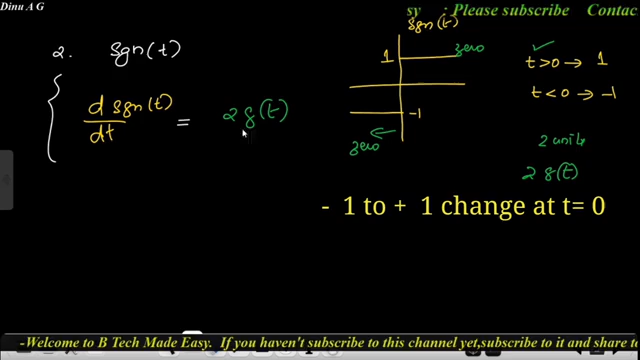 Dinu A G
sy : Please subscribe Contac
2. Sgn(t)
d sgn(t)
dt
= 2 δ(t)
sgn(t)
1
zero
-1
zero
t>0 → 1
t<0 → -1
2 units
2 δ(t)
- 1 to + 1 change at t= 0
-Welcome to B Tech Made Easy. If you haven't subscribe to this channel yet,subscribe to it and share to